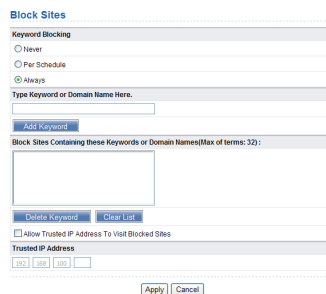 Block Sites
Keyword Blocking
Never
Per Schedule
Always
Type Keyword or Domain Name Here.
Add Keyword
Block Sites Containing these Keywords or Domain Names(Max of terms: 32) :
Delete Keyword Clear List
Allow Trusted IP Address To Visit Blocked Sites
Trusted IP Address
192 168 100
Apply Cancel